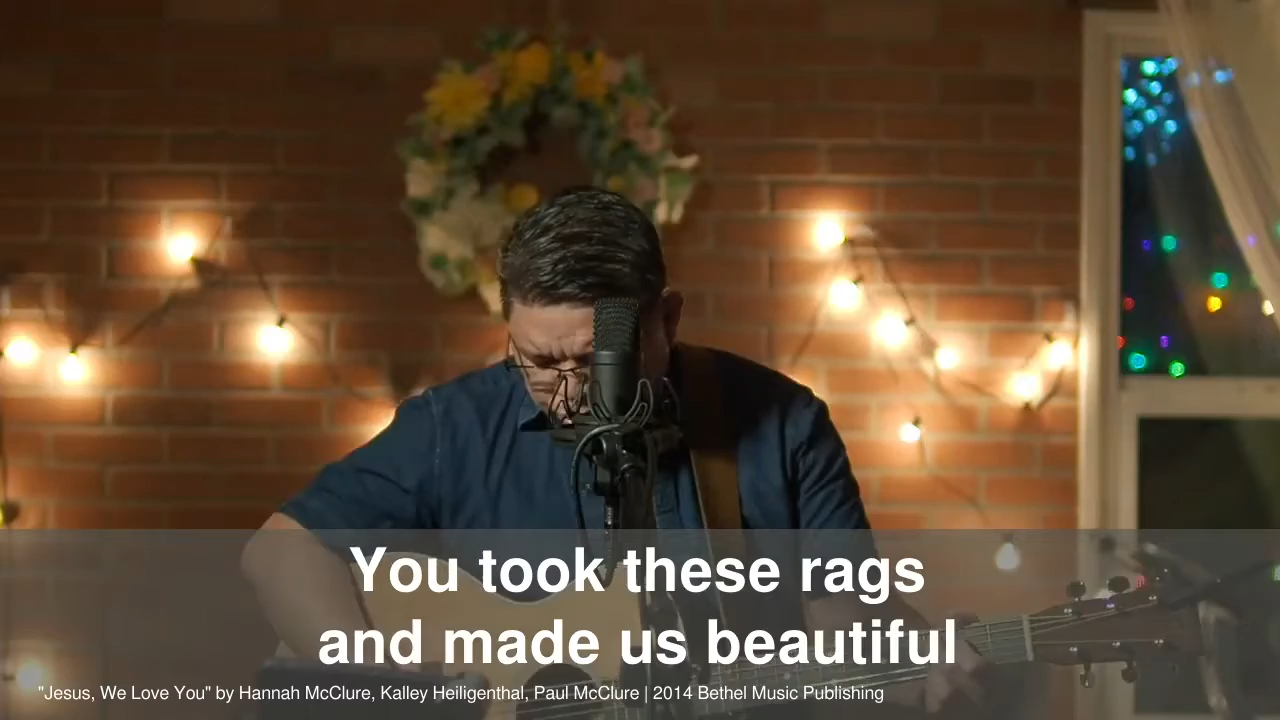 You took these rags
and made us beautiful
"Jesus, We Love You" by Hannah McClure, Kalley Heiligenthal, Paul McClure | 2014 Bethel Music Publishing